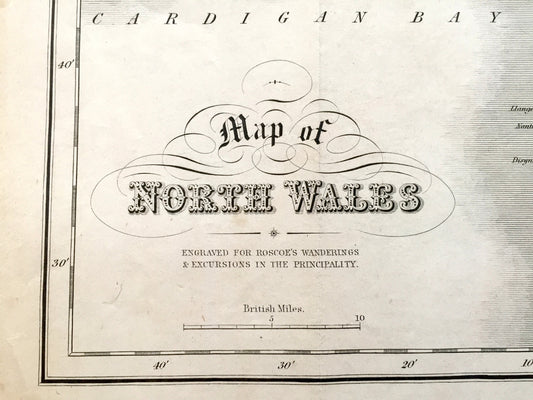 CARDIGAN BAY
40'
Map of
NORTH WALES
ENGRAVED FOR ROSCOE'S WANDERINGS
& EXCURSIONS IN THE PRINCIPALITY.
30'
British Miles.
5 10
40' 30' 20' 10'